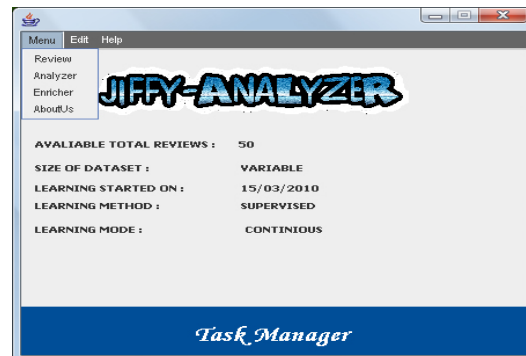 Menu Edit Help
Review
Analyzer
Enricher
AboutUs
JIFFY-ANALYZER
AVALIABLE TOTAL REVIEWS : 50
SIZE OF DATASET : VARIABLE
LEARNING STARTED ON : 15/03/2010
LEARNING METHOD : SUPERVISED
LEARNING MODE : CONTINIOUS
Task Manager